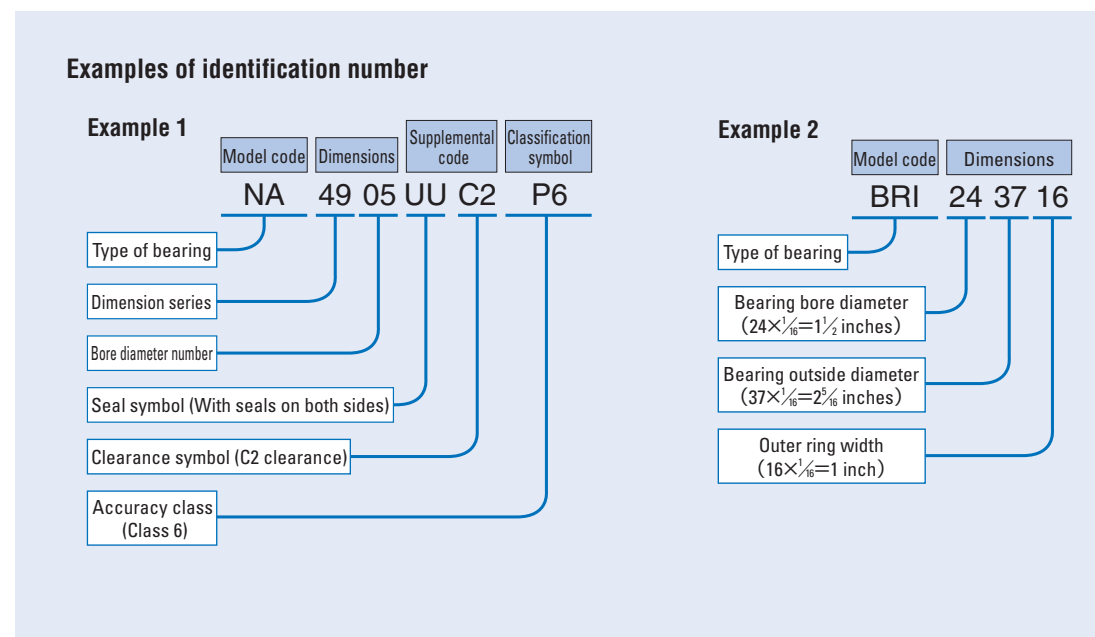 Examples of identification number
Example 1
Model code
Dimensions
Supplemental
code
Classification
symbol
NA 49 05 UU C2 P6
Type of bearing
Dimension series
Bore diameter number
Seal symbol (With seals on both sides)
Clearance symbol (C2 clearance)
Accuracy class
(Class 6)
Example 2
Model code
Dimensions
BRI 24 37 16
Type of bearing
Bearing bore diameter
(24×1/16=1 1/2 inches)
Bearing outside diameter
(37×1/16=2 5/16 inches)
Outer ring width
(16×1/16=1 inch)